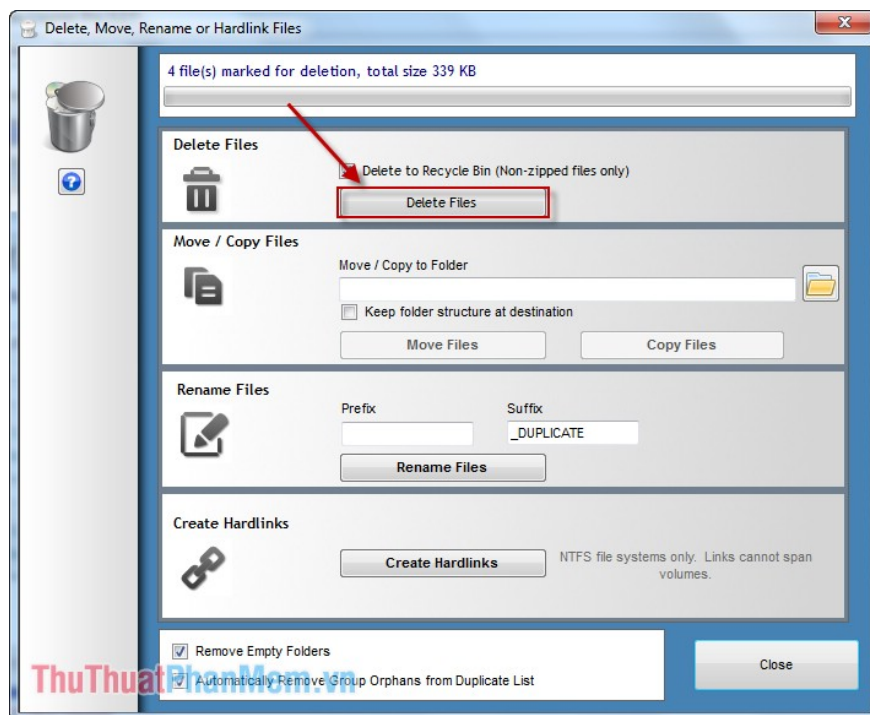 Delete, Move, Rename or Hardlink Files
4 file(s) marked for deletion, total size 339 KB
Delete Files
Delete to Recycle Bin (Non-zipped files only)
Delete Files
Move / Copy Files
Move / Copy to Folder
Keep folder structure at destination
Move Files
Copy Files
Rename Files
Prefix
Suffix
_DUPLICATE
Rename Files
Create Hardlinks
Create Hardlinks
NTFS file systems only. Links cannot span
volumes.
Remove Empty Folders
Automatically Remove Group Orphans from Duplicate List
Close
ThuThuatPhanMem.vn